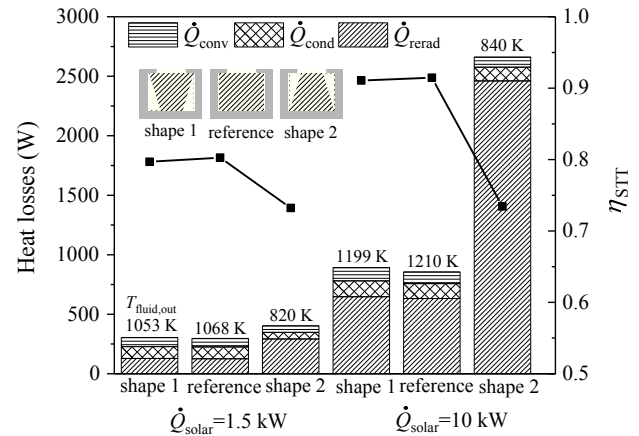 Q̇conv Q̇cond Q̇rerad
shape 1 reference shape 2
Heat losses (W)
3000
2500
2000
1500
1000
500
0
1.0
0.9
0.8
0.7
0.6
0.5
ηSTT
840 K
1199 K
1210 K
Tfluid,out
1053 K
1068 K
820 K
shape 1 reference shape 2 shape 1 reference shape 2
Q̇solar=1.5 kW Q̇solar=10 kW